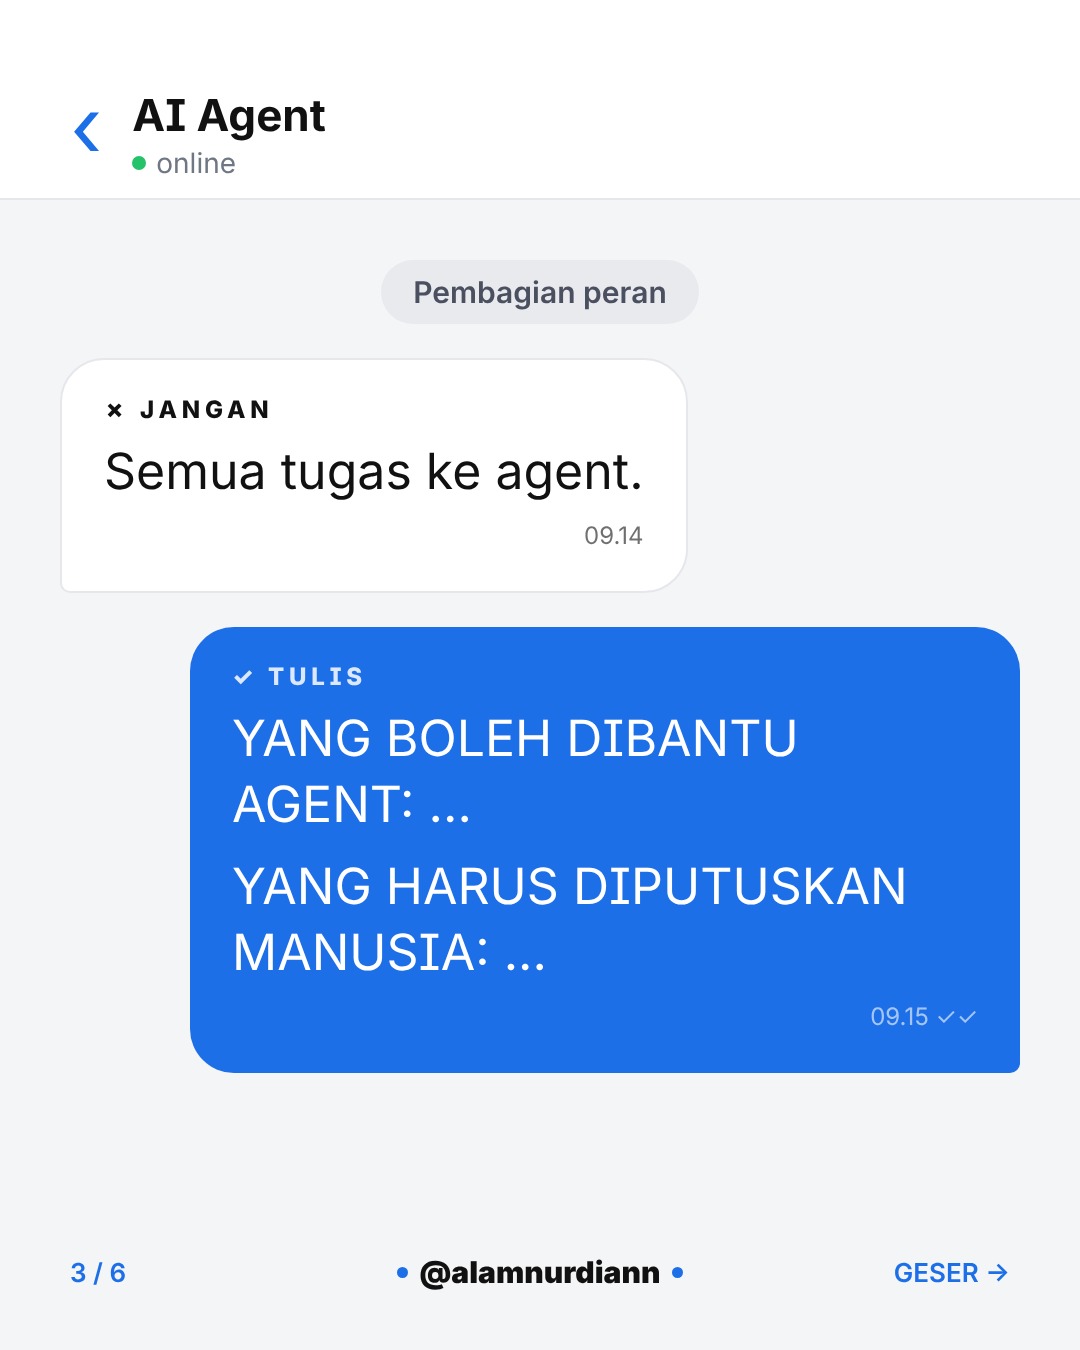 AI Agent
online
Pembagian peran
× JANGAN
Semua tugas ke agent.
09.14
✓ TULIS
YANG BOLEH DIBANTU
AGENT: ...
YANG HARUS DIPUTUSKAN
MANUSIA: ...
09.15 ✓✓
3 / 6
• @alamnurdiann •
GESER →